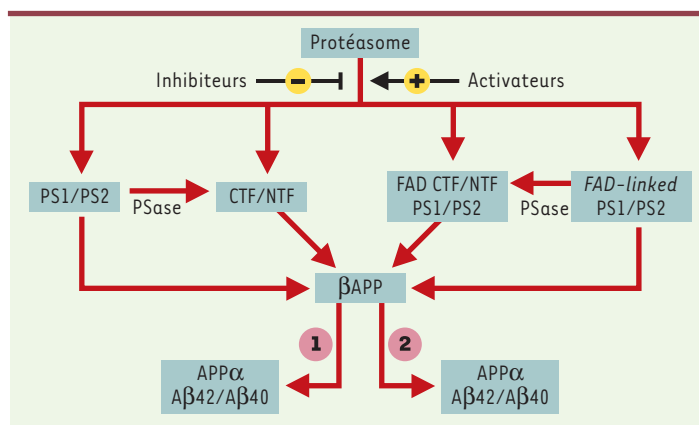 Protéasome
Inhibiteurs - + Activateurs
PS1/PS2 PSase CTF/NTF
FAD CTF/NTF
PS1/PS2
PSase
FAD-linked
PS1/PS2
βAPP
1 2
APPα
Aβ42/Aβ40
APPα
Aβ42/Aβ40